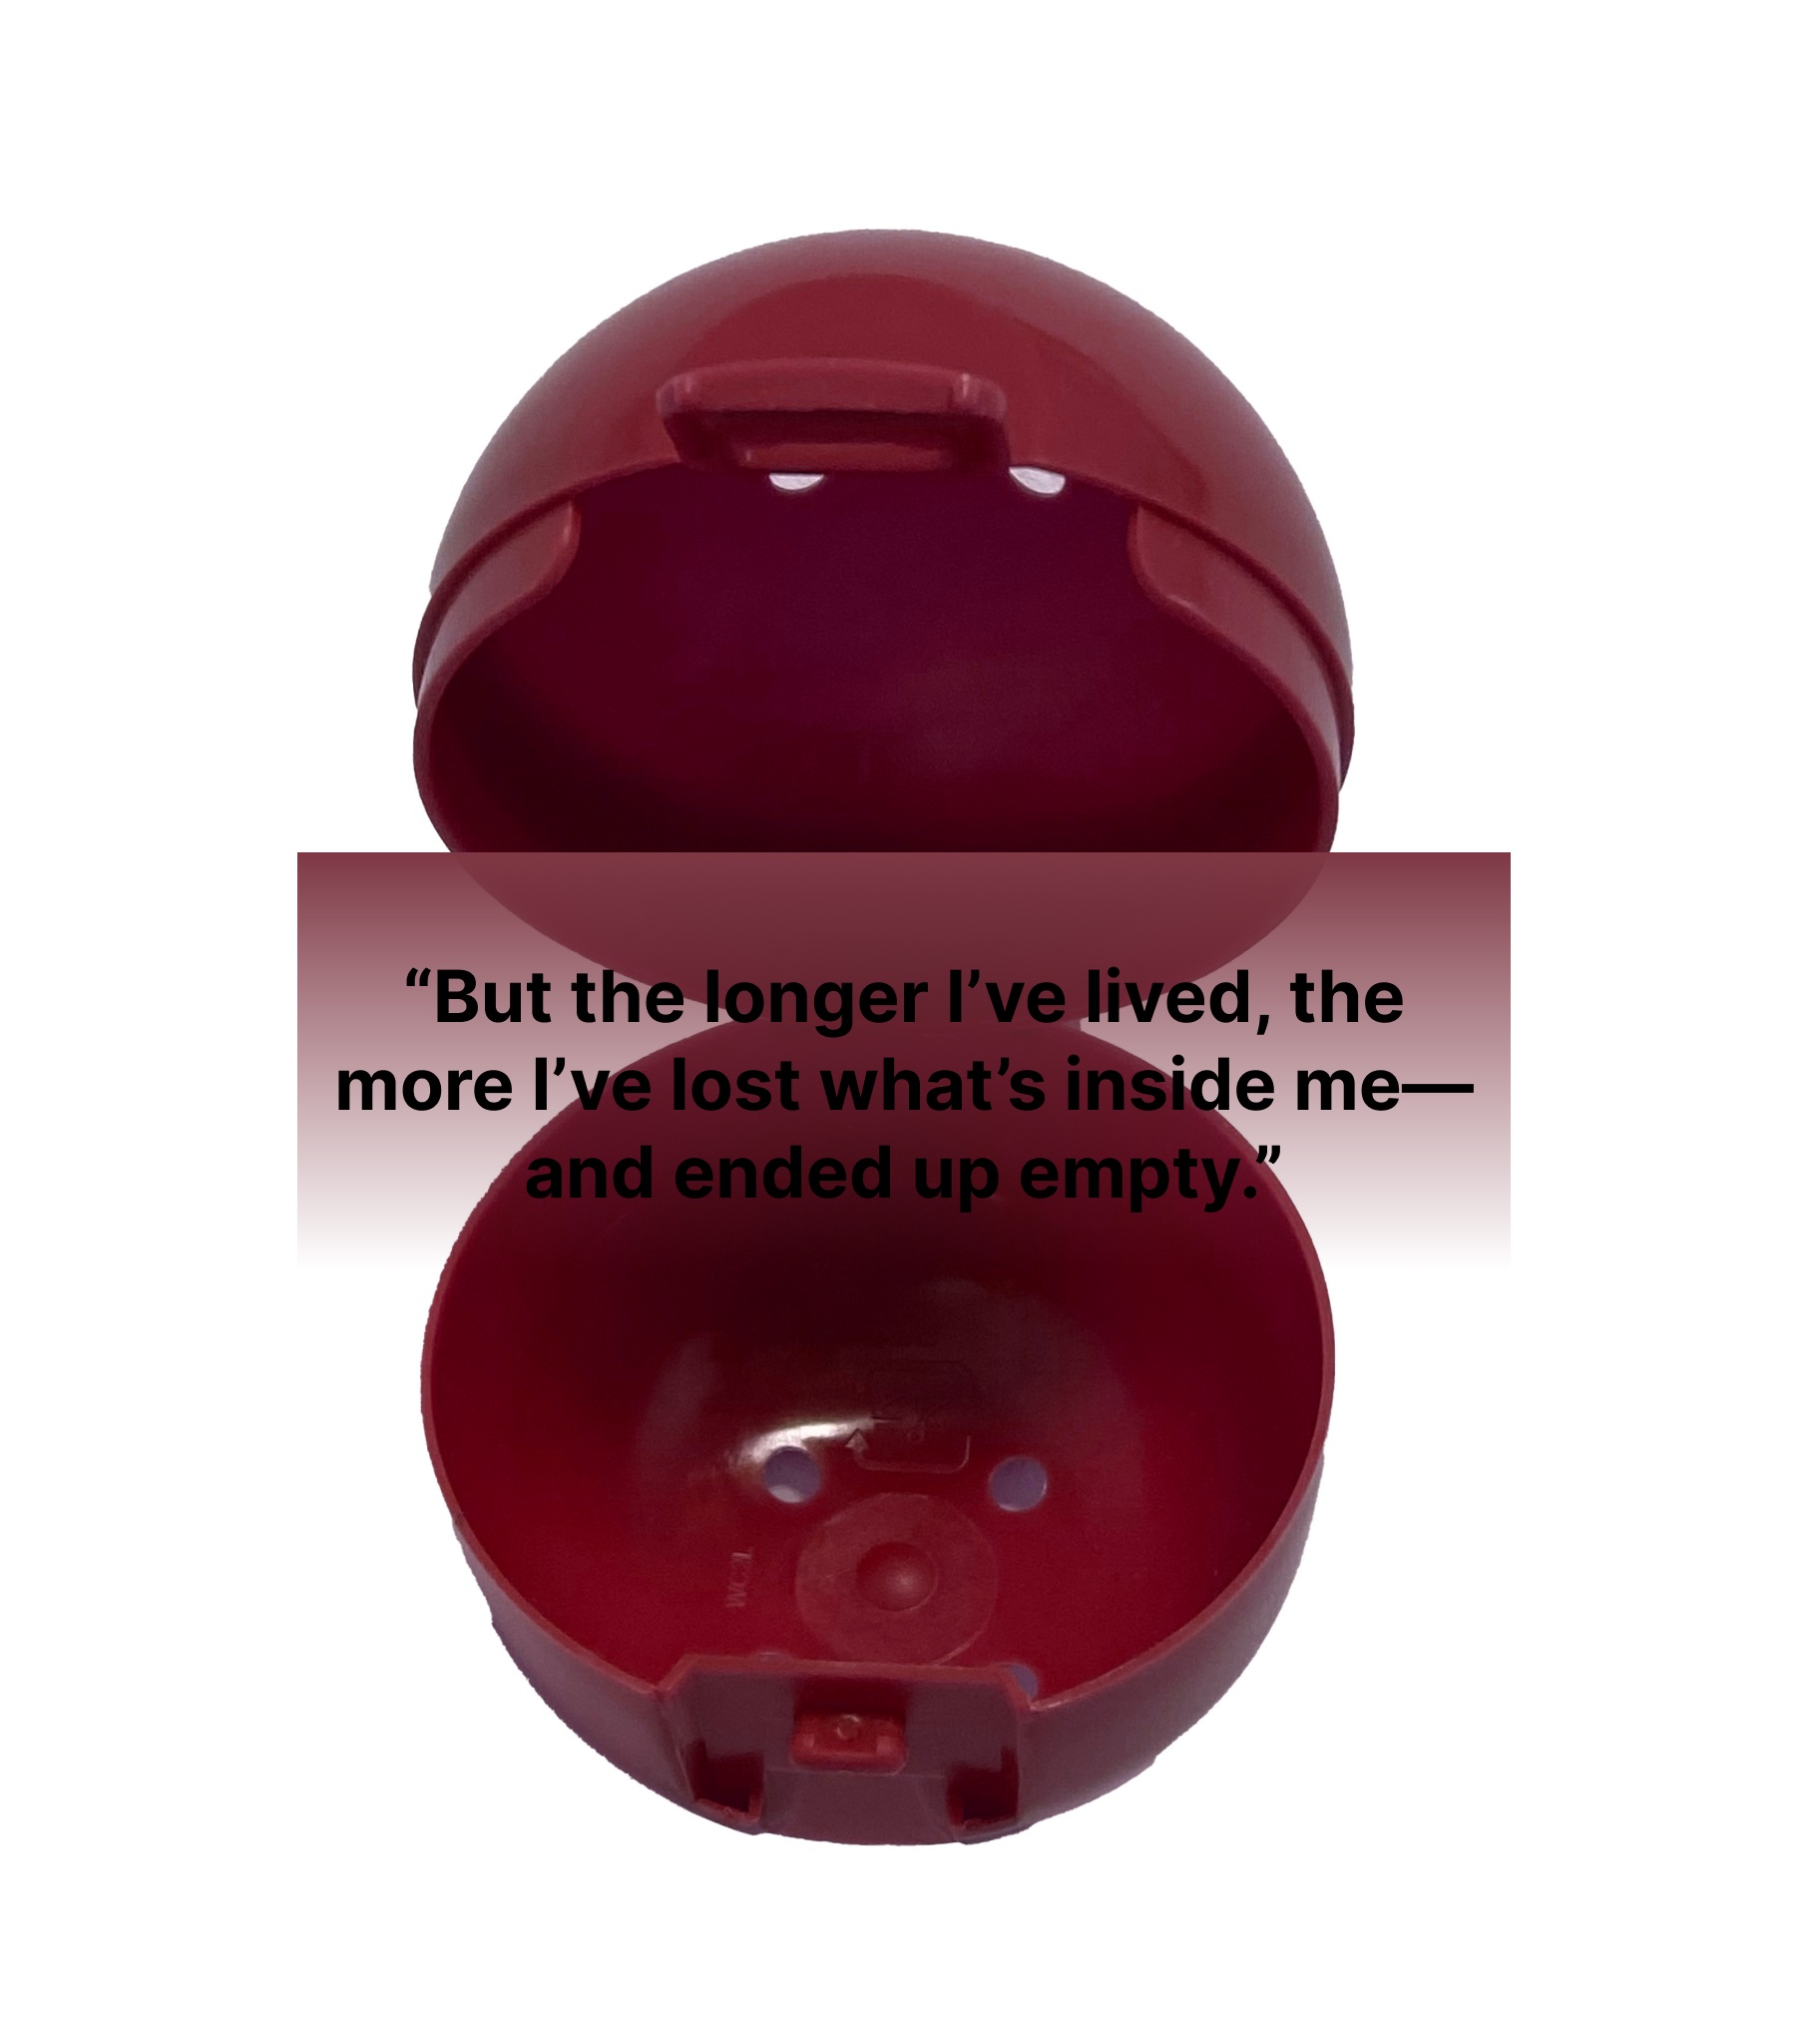 “But the longer I’ve lived, the
more I’ve lost what’s inside me—
and ended up empty.”